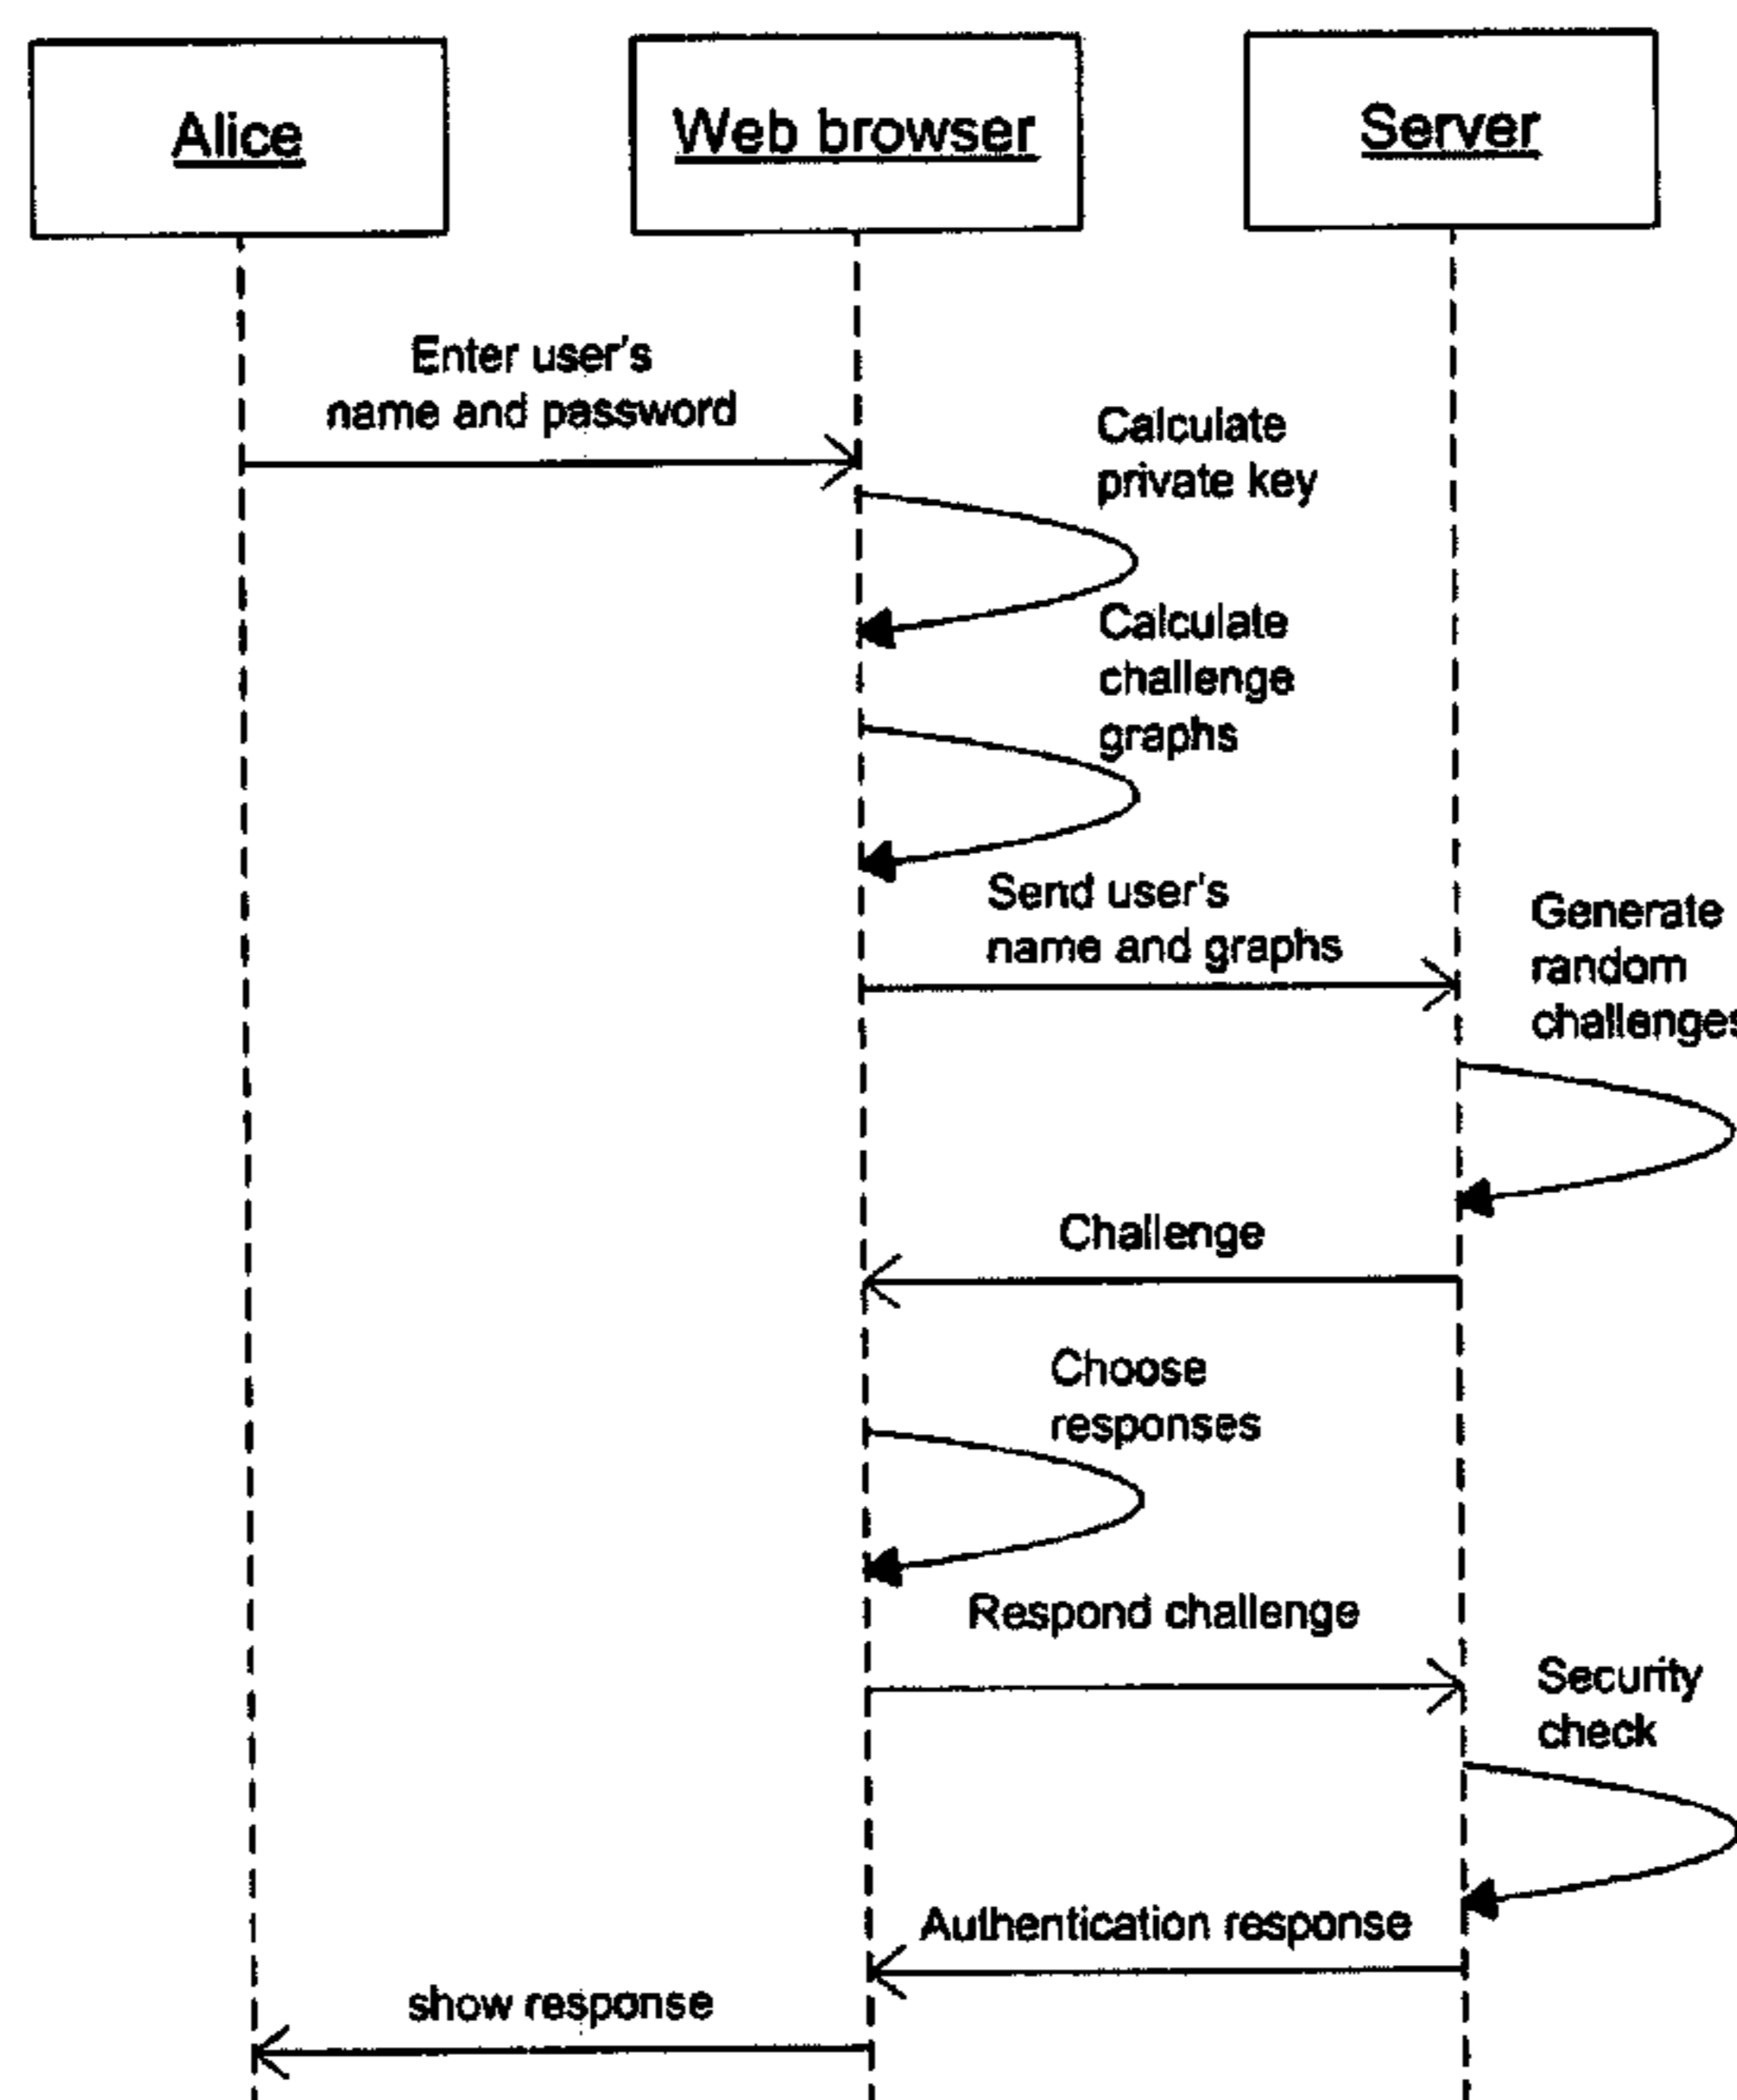 Alice
Web browser
Server
Enter user's
name and password
Calculate
private key
Calculate
challenge
graphs
Send user's
name and graphs
Generate
random
challenges
Challenge
Choose
responses
Respond challenge
Security
check
Authentication response
show response